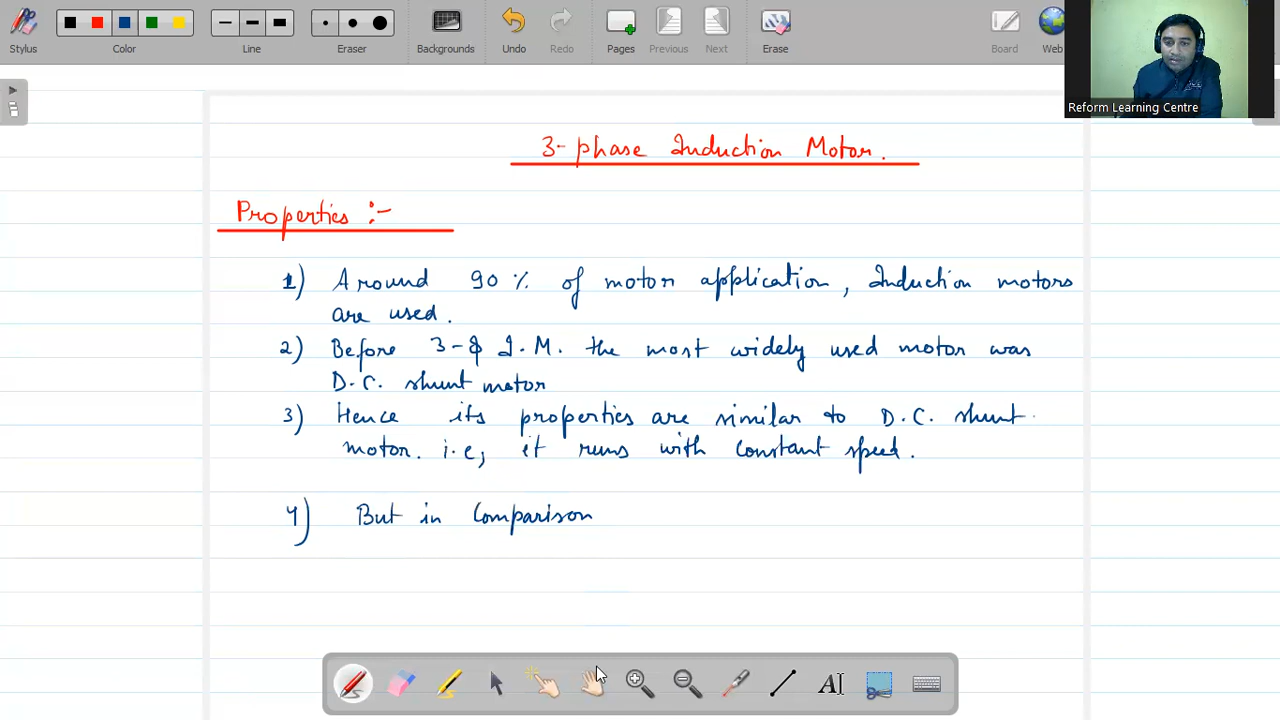 Stylus
Color
Line
Eraser
Backgrounds
Undo
Redo
Pages
Previous
Next
Erase
Board
Web
Reform Learning Centre
3-phase Induction Motor.
Properties :-
1) Around 90 % of motor application, Induction motors
are used.
2) Before 3-ϕ I.M. the most widely used motor was
D.C. shunt motor
3) Hence its properties are similar to D.C. shunt
motor. i.e, it runs with constant speed.
4) But in Comparison